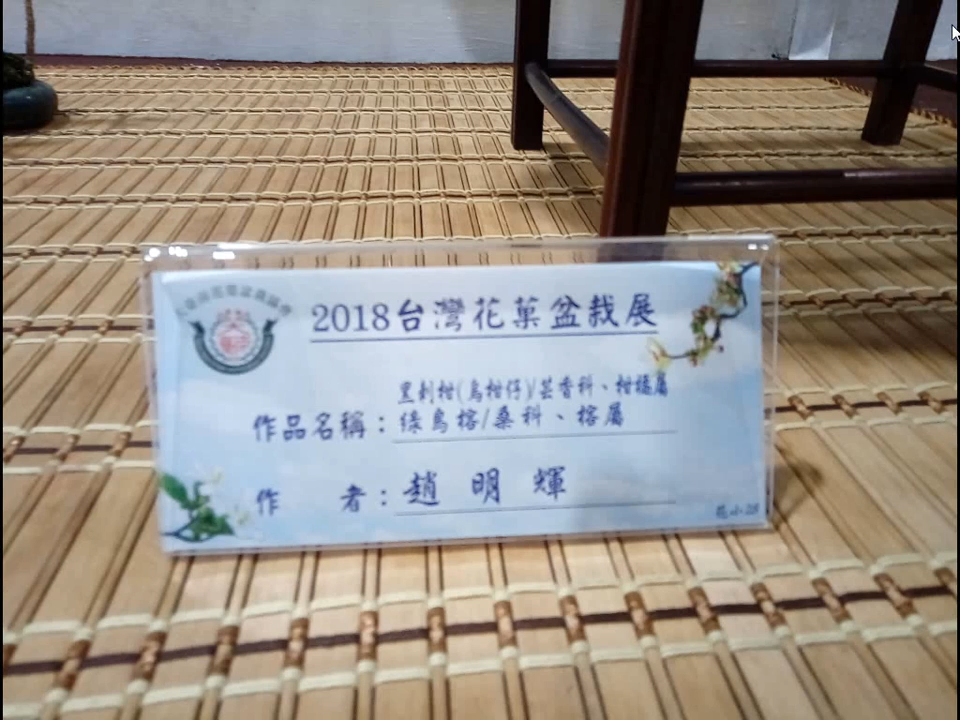 2018台灣花菓盆栽展
黑刺柑(烏柑仔)/芸香科、柑橘屬
作品名稱：綠島榕/桑科、榕屬
作 者：趙明輝